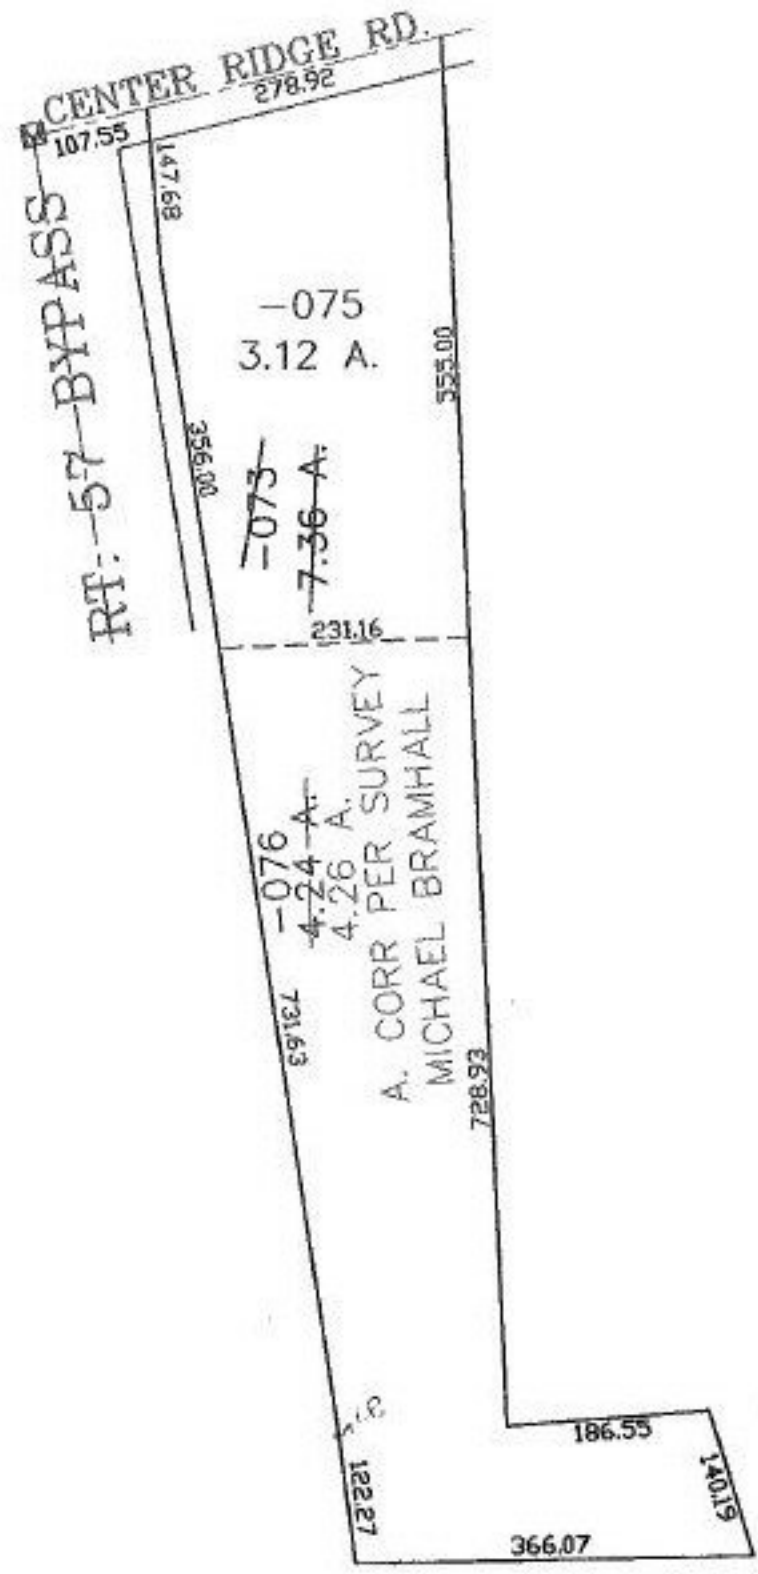 CENTER RIDGE RD.
278.92
107.55
147.68
RT: 57 BYPASS
-075
3.12 A.
555.00
356.00
-073
7.36 A.
231.16
-076
4.24 A.
4.26 A.
A. CORR PER SURVEY
MICHAEL BRAMHALL
731.63
728.93
186.55
122.27
140.19
366.07